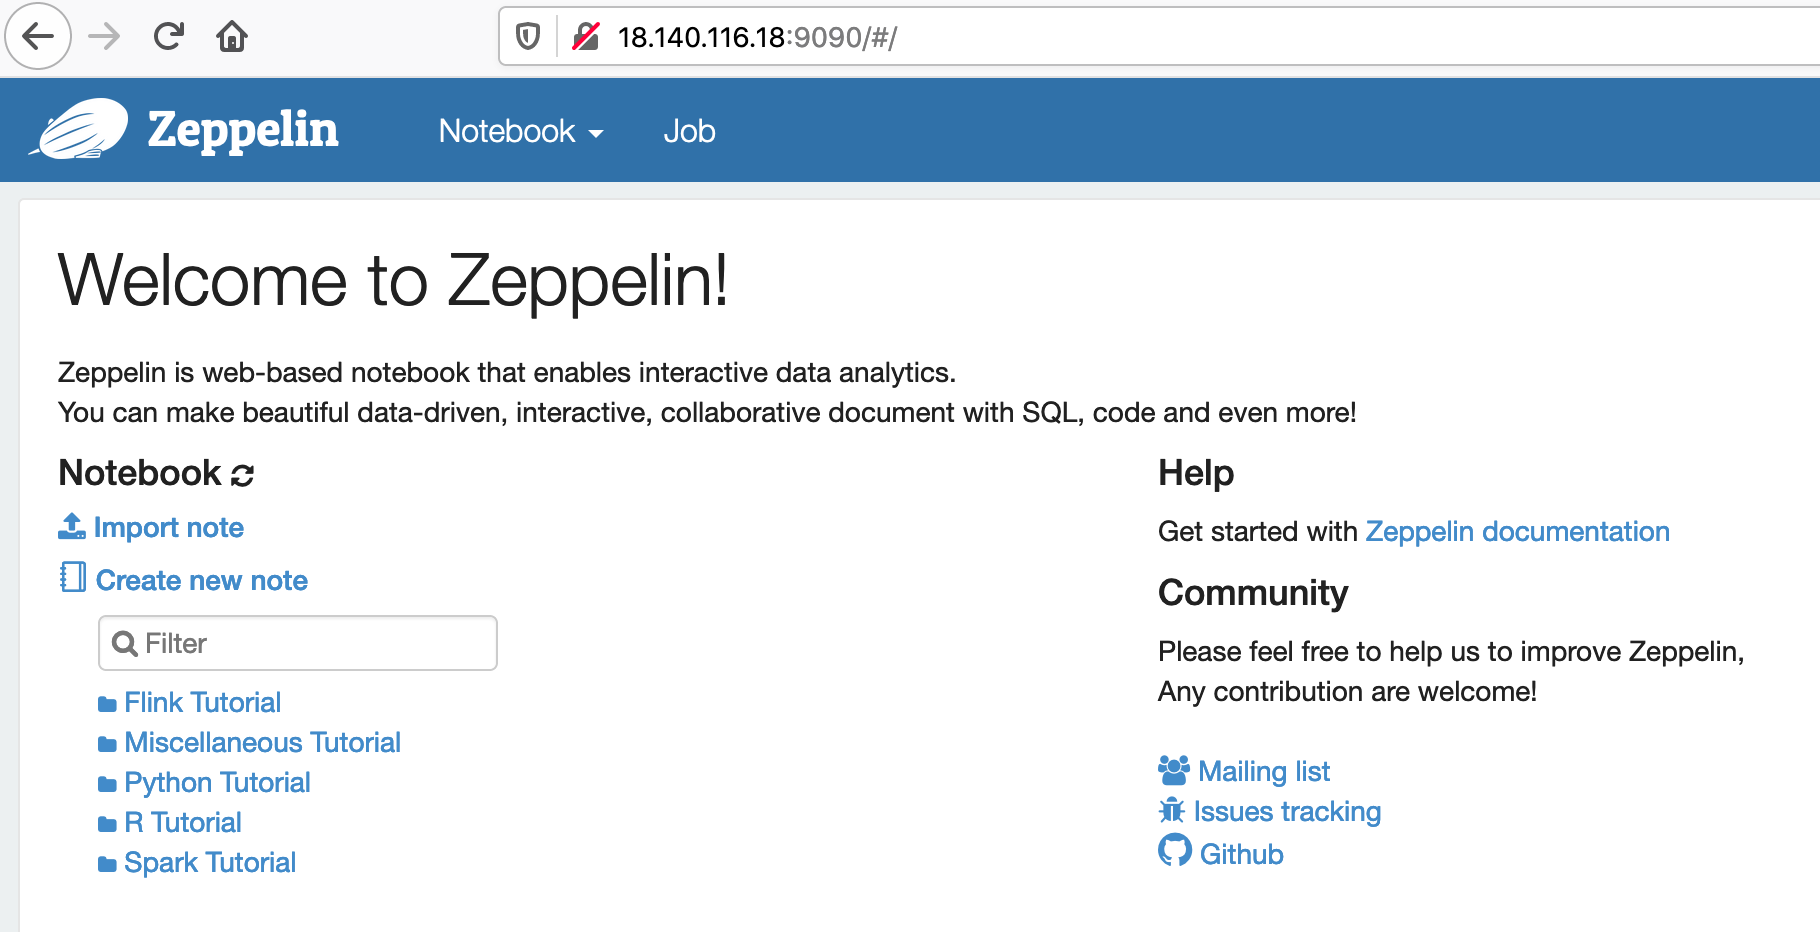 18.140.116.18:9090/#/
Zeppelin
Notebook
Job
Welcome to Zeppelin!
Zeppelin is web-based notebook that enables interactive data analytics.
You can make beautiful data-driven, interactive, collaborative document with SQL, code and even more!
Notebook
Import note
Create new note
Filter
Flink Tutorial
Miscellaneous Tutorial
Python Tutorial
R Tutorial
Spark Tutorial
Help
Get started with Zeppelin documentation
Community
Please feel free to help us to improve Zeppelin,
Any contribution are welcome!
Mailing list
Issues tracking
Github